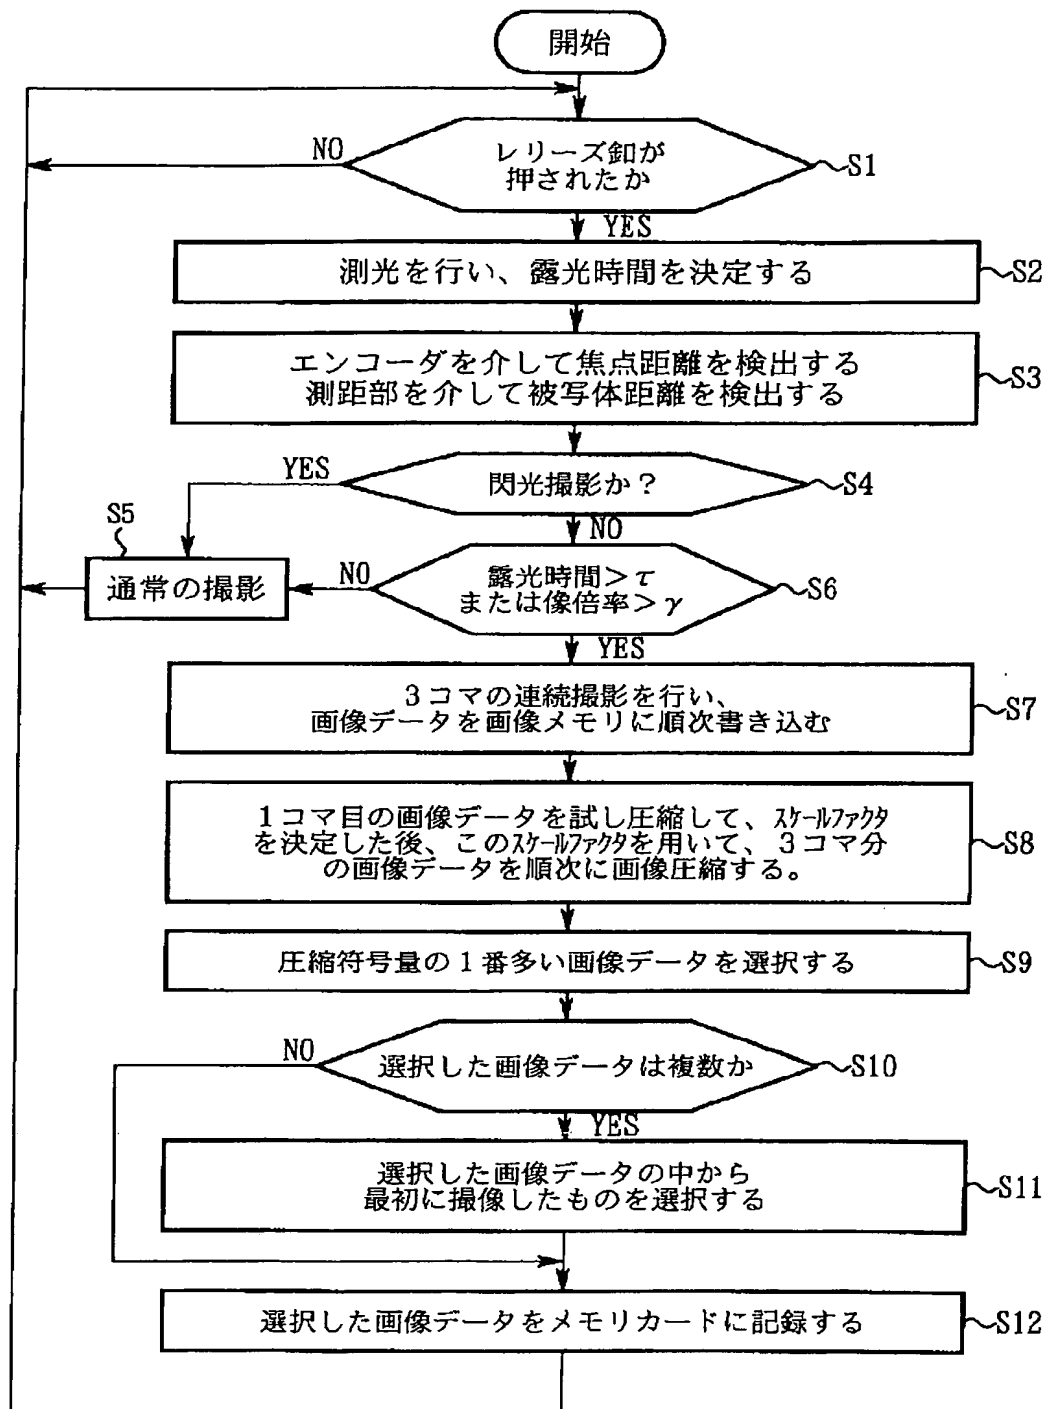 開始
NO
レリーズ釦が
押されたか
S1
YES
測光を行い、露光時間を決定する
S2
エンコーダを介して焦点距離を検出する
測距部を介して被写体距離を検出する
S3
YES
閃光撮影か？
S4
NO
S5
通常の撮影
NO
露光時間＞τ
または像倍率＞γ
S6
YES
３コマの連続撮影を行い、
画像データを画像メモリに順次書き込む
S7
１コマ目の画像データを試し圧縮して、スケールファクタ
を決定した後、このスケールファクタを用いて、３コマ分
の画像データを順次に画像圧縮する。
S8
圧縮符号量の１番多い画像データを選択する
S9
NO
選択した画像データは複数か
S10
YES
選択した画像データの中から
最初に撮像したものを選択する
S11
選択した画像データをメモリカードに記録する
S12